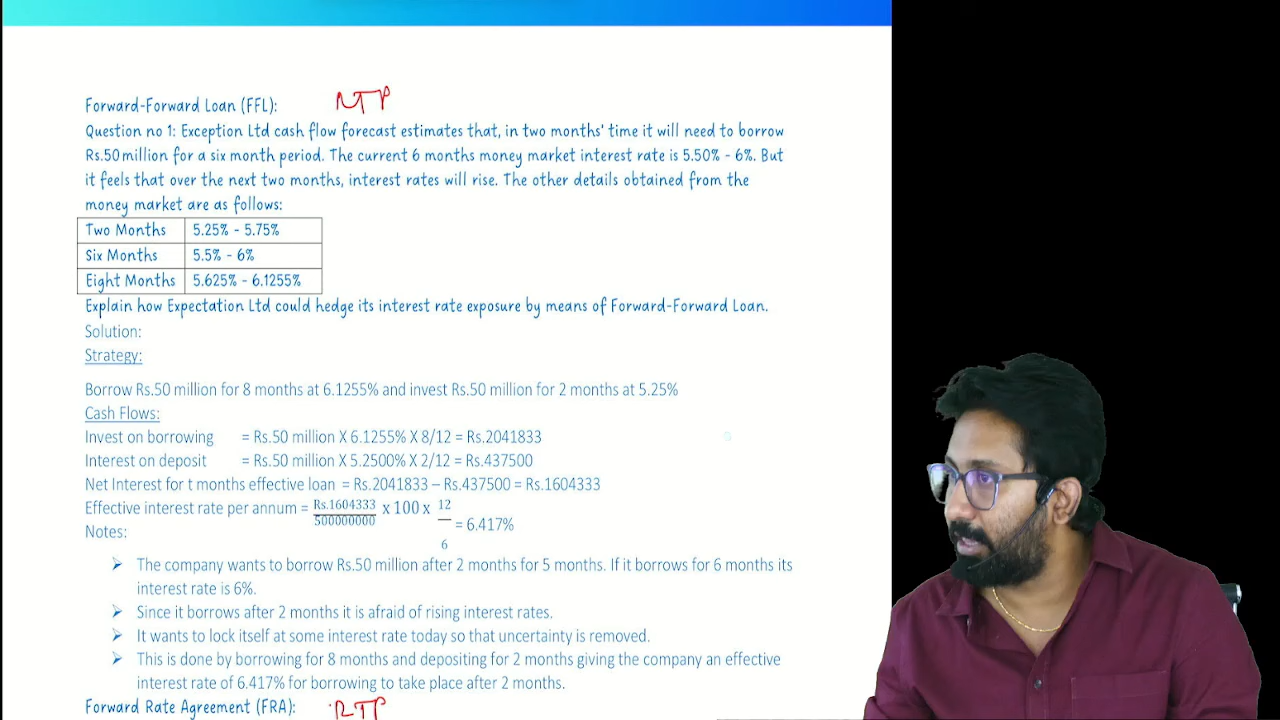 Forward-Forward Loan (FFL): RTP
Question no 1: Exception Ltd cash flow forecast estimates that, in two months' time it will need to borrow
Rs.50 million for a six month period. The current 6 months money market interest rate is 5.50% - 6%. But
it feels that over the next two months, interest rates will rise. The other details obtained from the
money market are as follows:
Two Months 5.25% - 5.75%
Six Months 5.5% - 6%
Eight Months 5.625% - 6.1255%
Explain how Expectation Ltd could hedge its interest rate exposure by means of Forward-Forward Loan.
Solution:
Strategy:
Borrow Rs.50 million for 8 months at 6.1255% and invest Rs.50 million for 2 months at 5.25%
Cash Flows:
Invest on borrowing = Rs.50 million X 6.1255% X 8/12 = Rs.2041833
Interest on deposit = Rs.50 million X 5.2500% X 2/12 = Rs.437500
Net Interest for t months effective loan = Rs.2041833 – Rs.437500 = Rs.1604333
Effective interest rate per annum = Rs.1604333/500000000 x 100 x 12/6 = 6.417%
Notes:
➢ The company wants to borrow Rs.50 million after 2 months for 5 months. If it borrows for 6 months its
interest rate is 6%.
➢ Since it borrows after 2 months it is afraid of rising interest rates.
➢ It wants to lock itself at some interest rate today so that uncertainty is removed.
➢ This is done by borrowing for 8 months and depositing for 2 months giving the company an effective
interest rate of 6.417% for borrowing to take place after 2 months.
Forward Rate Agreement (FRA): RTP